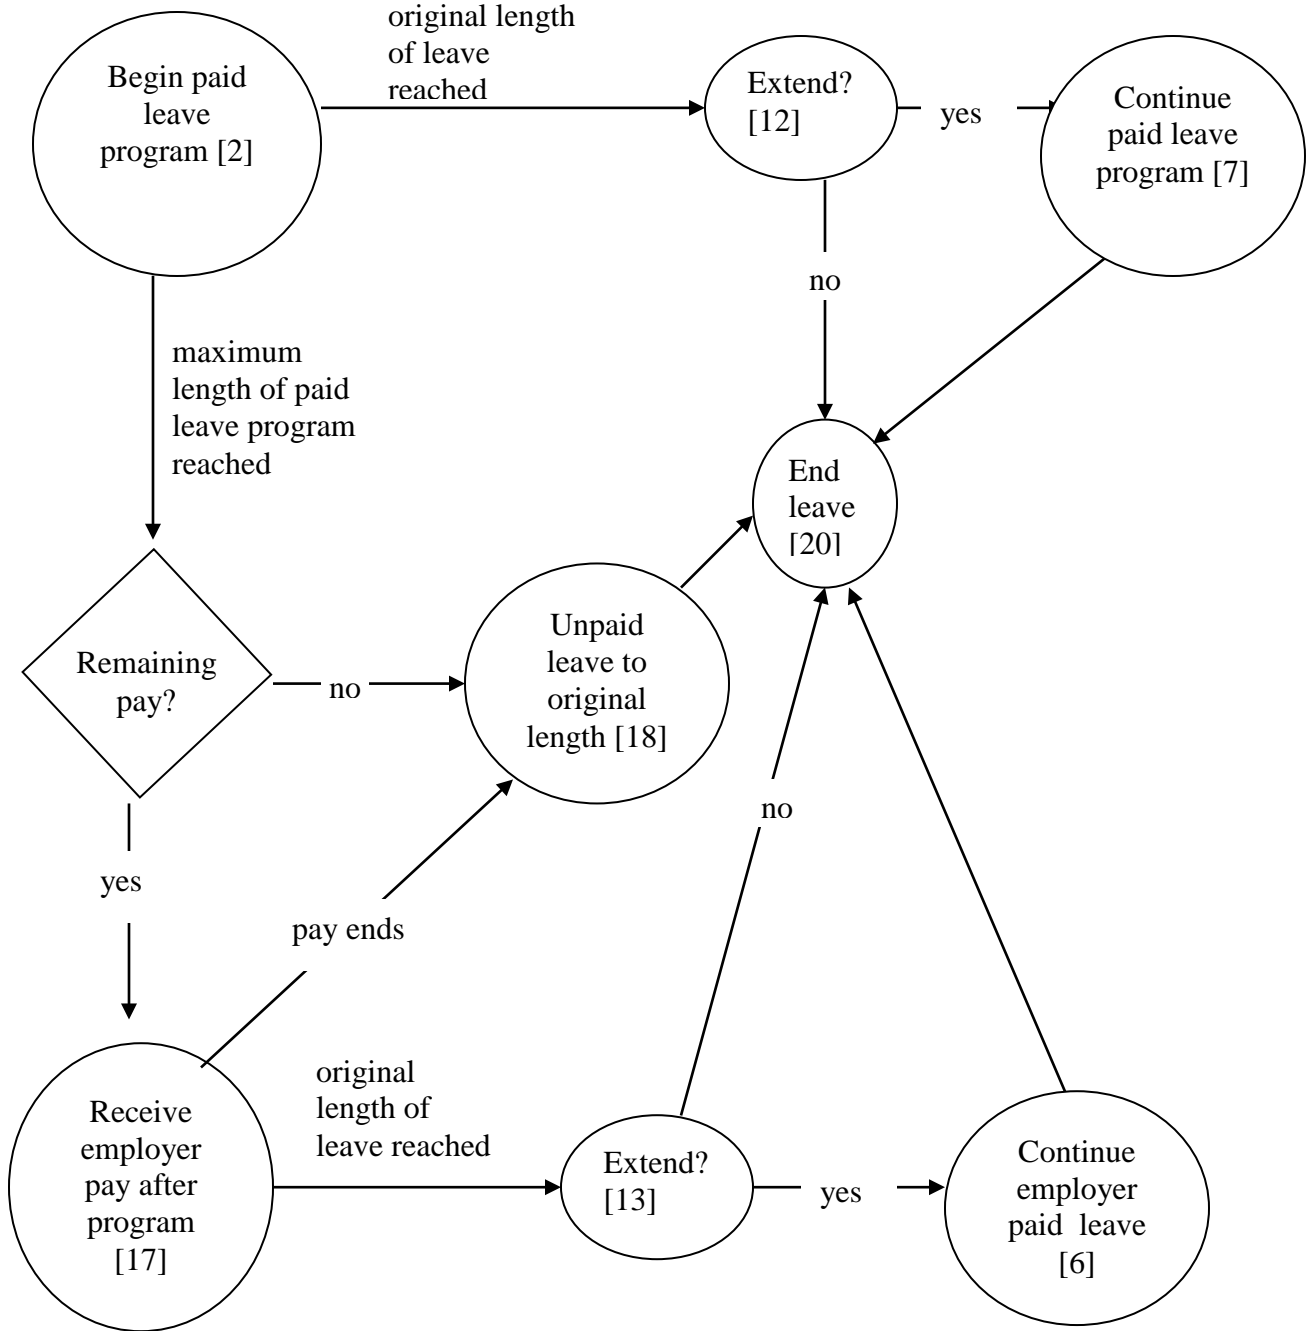 Begin paid
leave
program [2]
original length
of leave
reached
Extend?
[12]
yes
Continue
paid leave
program [7]
no
maximum
length of paid
leave program
reached
End
leave
[20]
Remaining
pay?
no
Unpaid
leave to
original
length [18]
no
yes
pay ends
Receive
employer
pay after
program
[17]
original
length of
leave reached
Extend?
[13]
yes
Continue
employer
paid leave
[6]